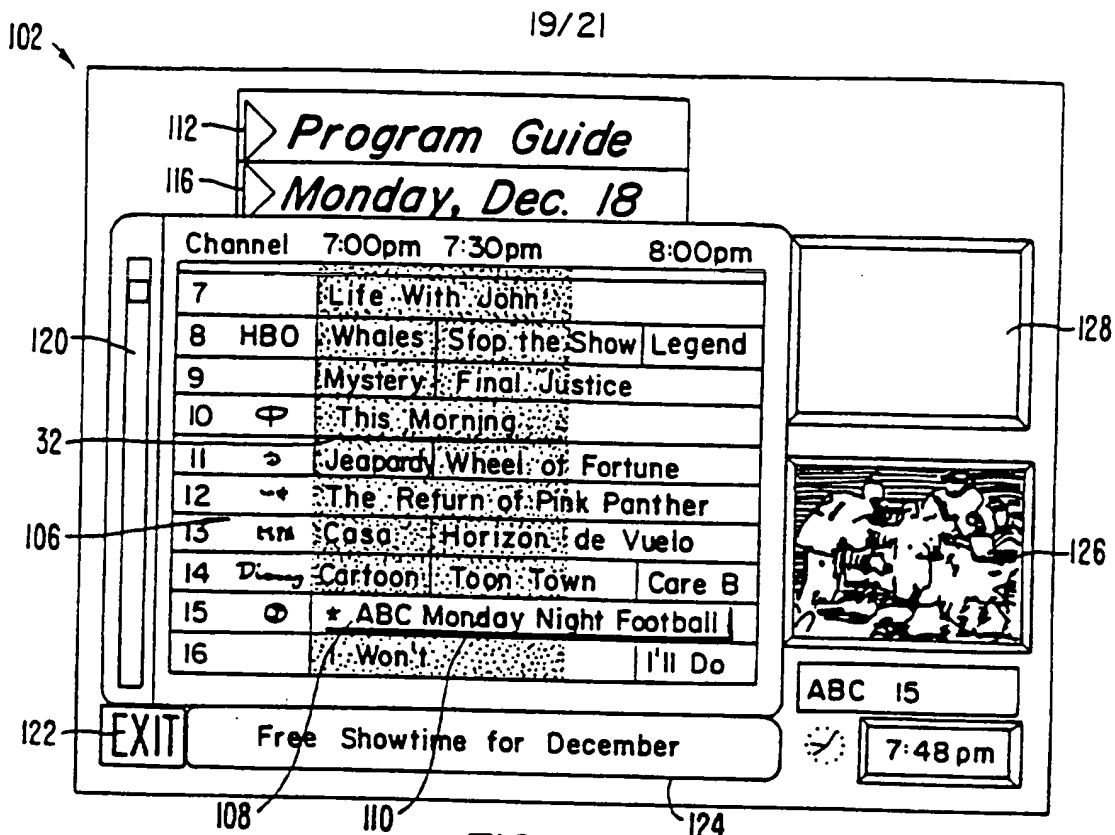 19/21
102
112
Program Guide
116
Monday, Dec. 18
Channel 7:00pm 7:30pm 8:00pm
7 Life With John
8 HBO Whales Stop the Show Legend
128
120
9 Mystery Final Justice
10 This Morning
32
11 Jeapardy Wheel of Fortune
12 The Return of Pink Panther
106
13 Casa Horizon de Vuelo
126
14 Disney Cartoon Toon Town Care B
15 * ABC Monday Night Football
16 I Won't I'll Do
ABC 15
122
EXIT Free Showtime for December
7:48pm
108 110 124